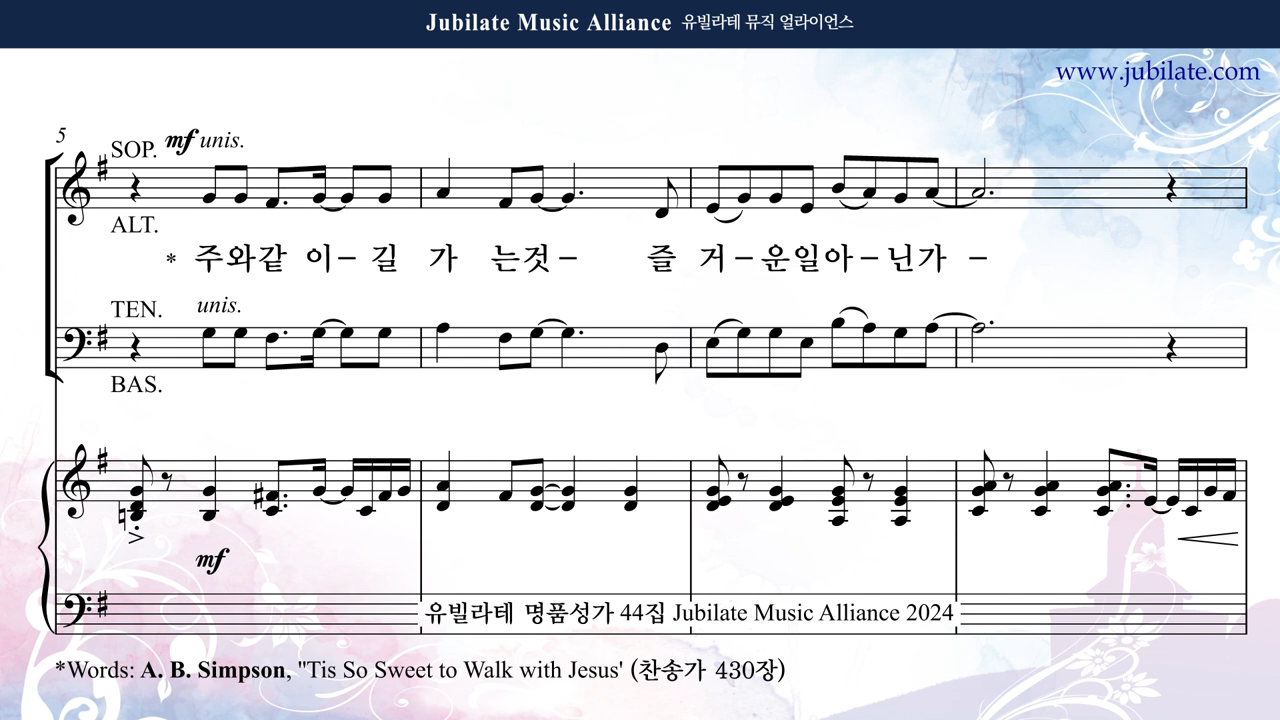 Jubilate Music Alliance 유빌라테 뮤직 얼라이언스
www.jubilate.com
5
SOP. mf unis.
ALT.
* 주와같 이– 길 가 는것– 즐 거–운일아–닌가 –
TEN. unis.
BAS.
mf
유빌라테 명품성가 44집 Jubilate Music Alliance 2024
*Words: A. B. Simpson, "Tis So Sweet to Walk with Jesus' (찬송가 430장)